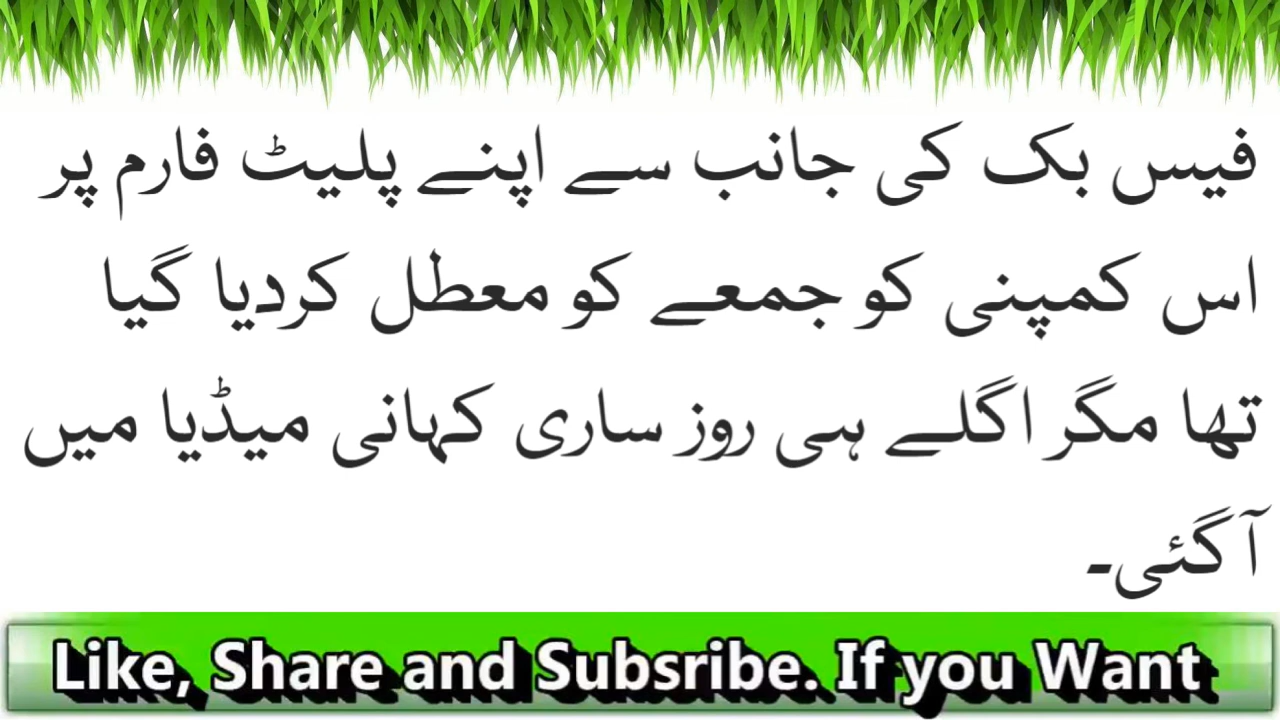 فیس بک کی جانب سے اپنے پلیٹ فارم پر
اس کمپنی کو جمعے کو معطل کردیا گیا
تھا مگر اگلے ہی روز ساری کہانی میڈیا میں
آگئی۔
Like, Share and Subsribe. If you Want